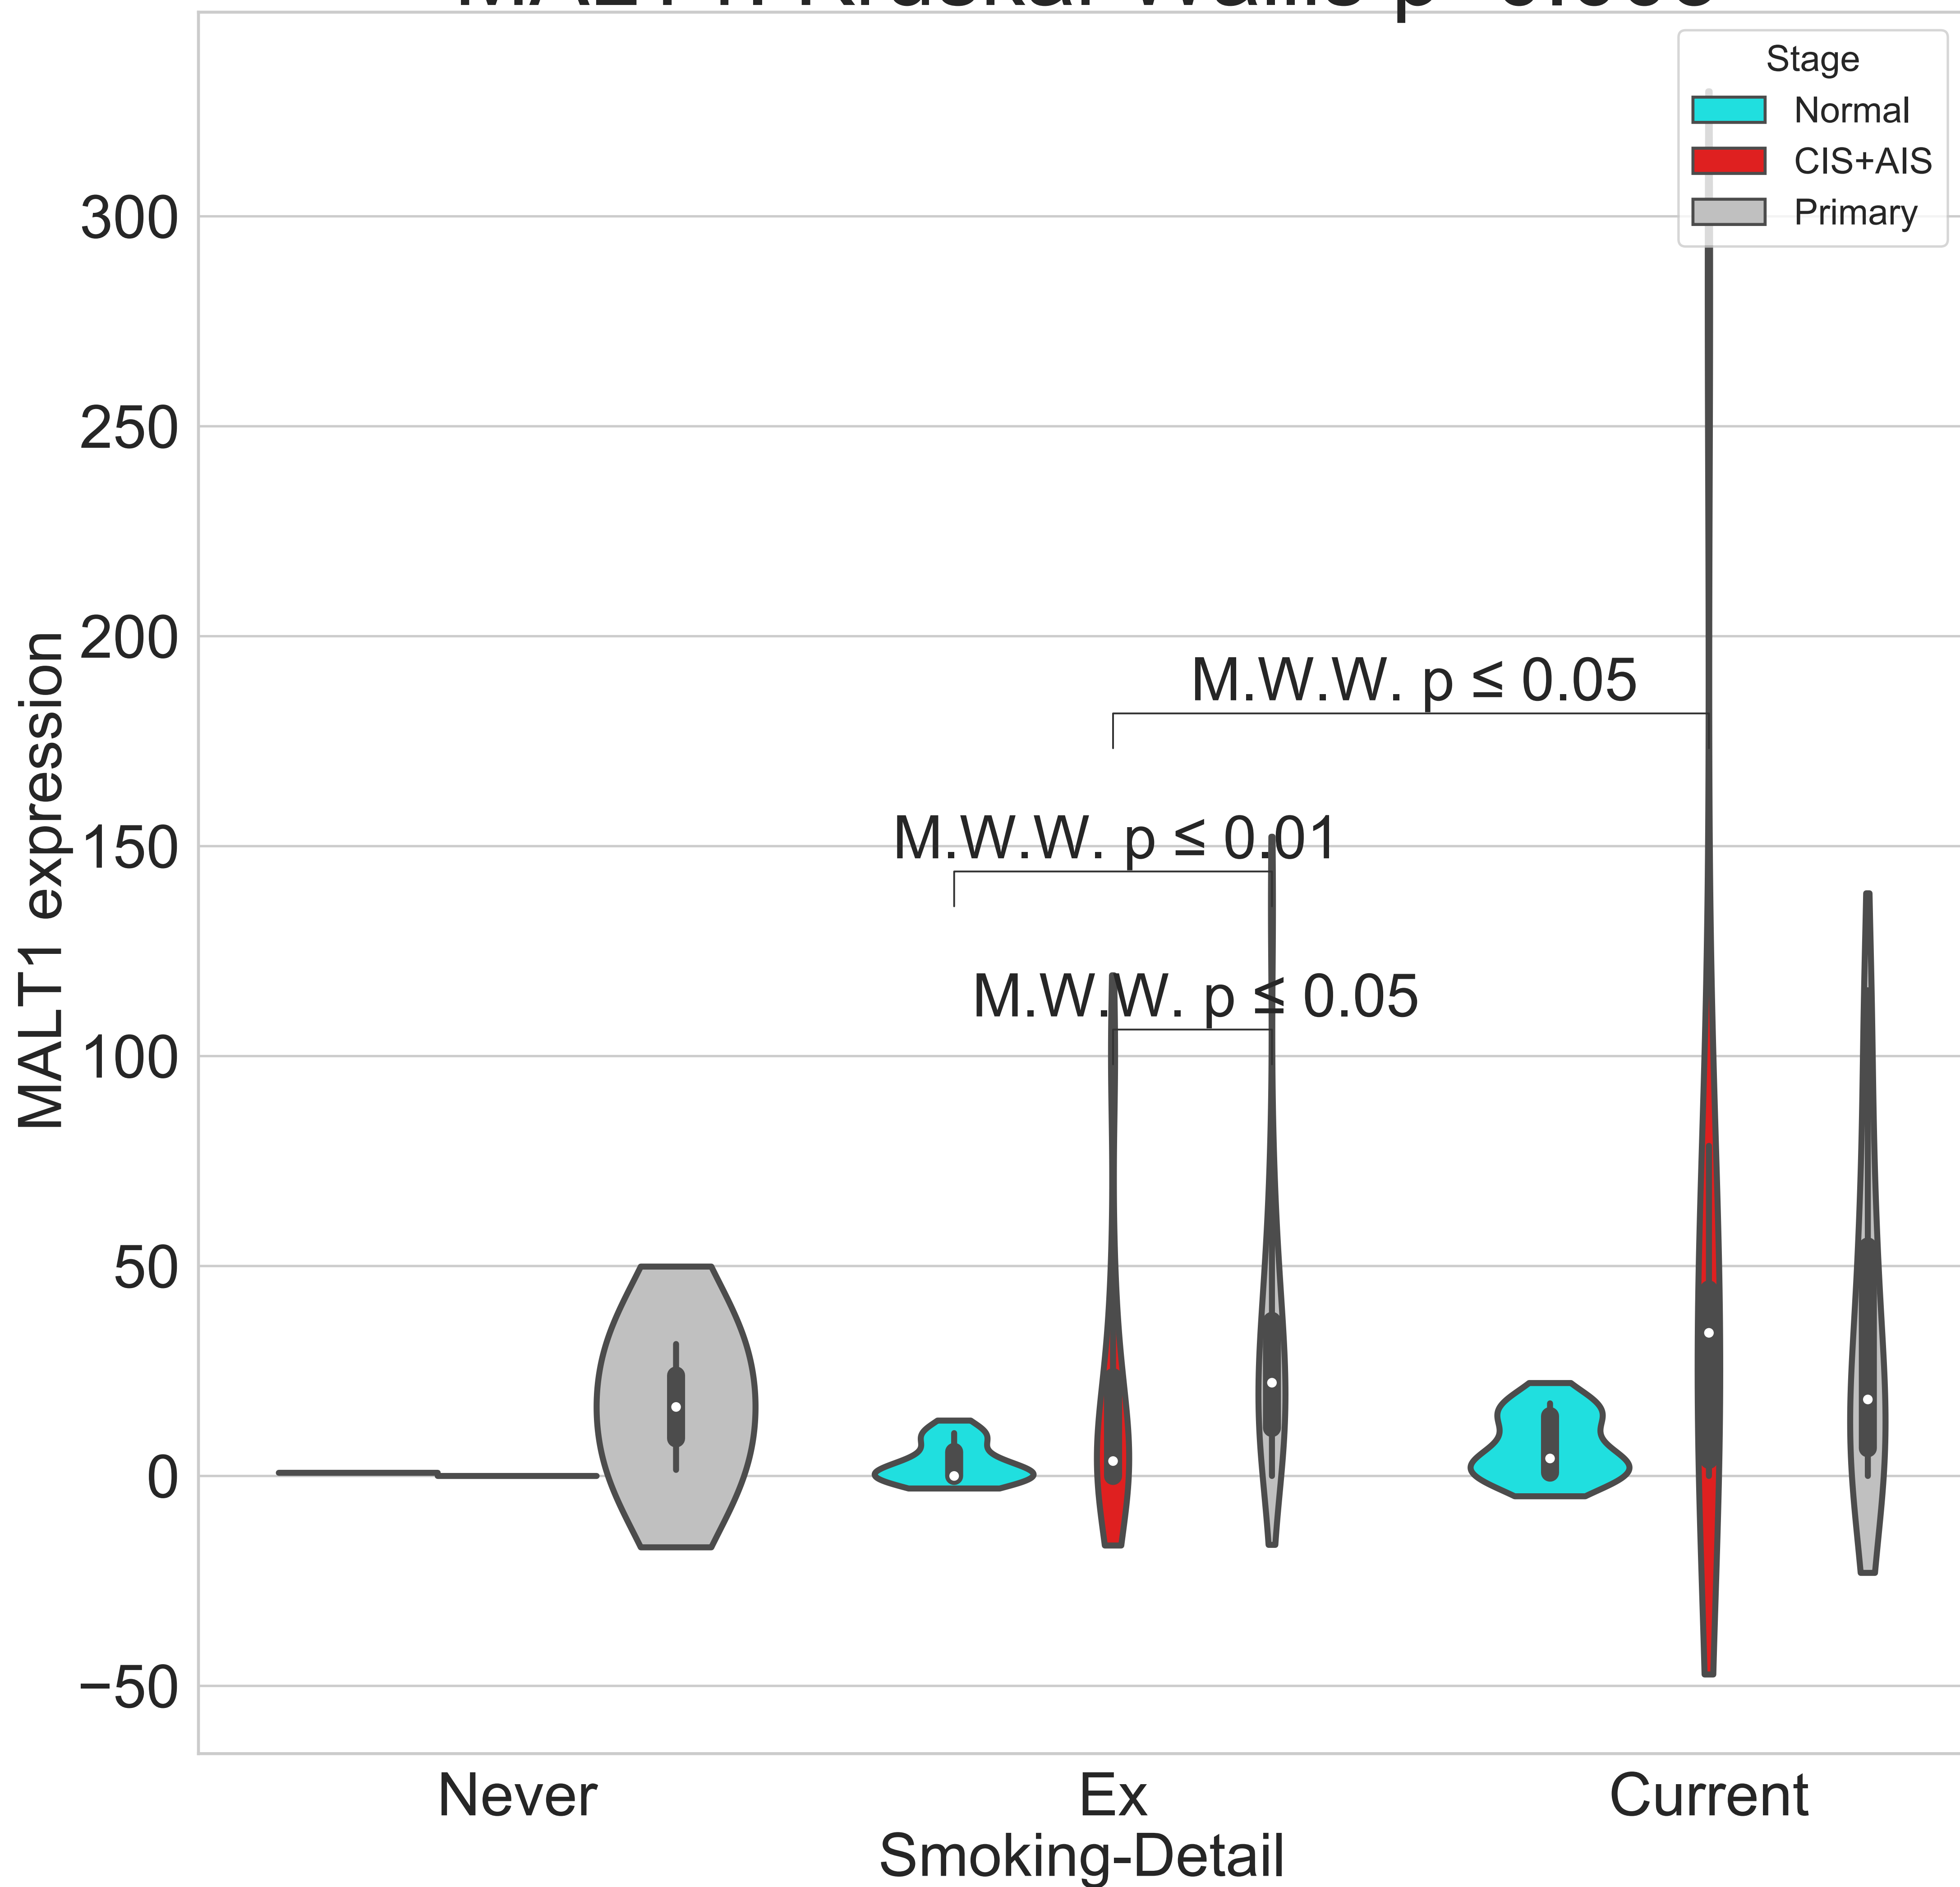 Stage
Normal
CIS+AIS
Primary
300
250
200
150
100
50
0
−50
MALT1 expression
M.W.W. p ≤ 0.05
M.W.W. p ≤ 0.01
M.W.W. p ≤ 0.05
Never
Ex
Current
Smoking-Detail